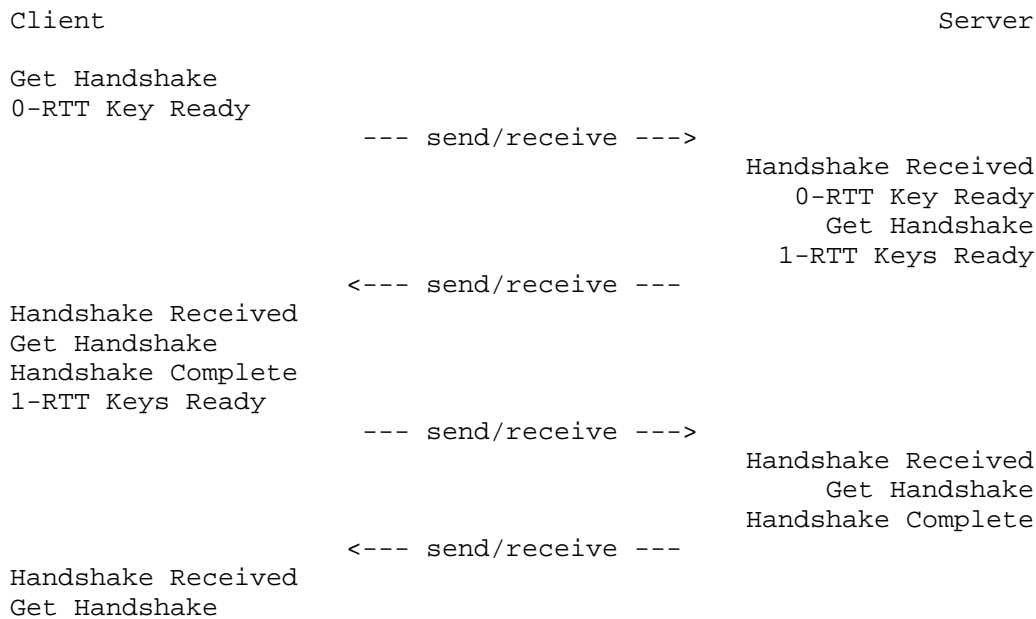 Client Server
Get Handshake
0-RTT Key Ready
--- send/receive --->
Handshake Received
0-RTT Key Ready
Get Handshake
1-RTT Keys Ready
<--- send/receive ---
Handshake Received
Get Handshake
Handshake Complete
1-RTT Keys Ready
--- send/receive --->
Handshake Received
Get Handshake
Handshake Complete
<--- send/receive ---
Handshake Received
Get Handshake